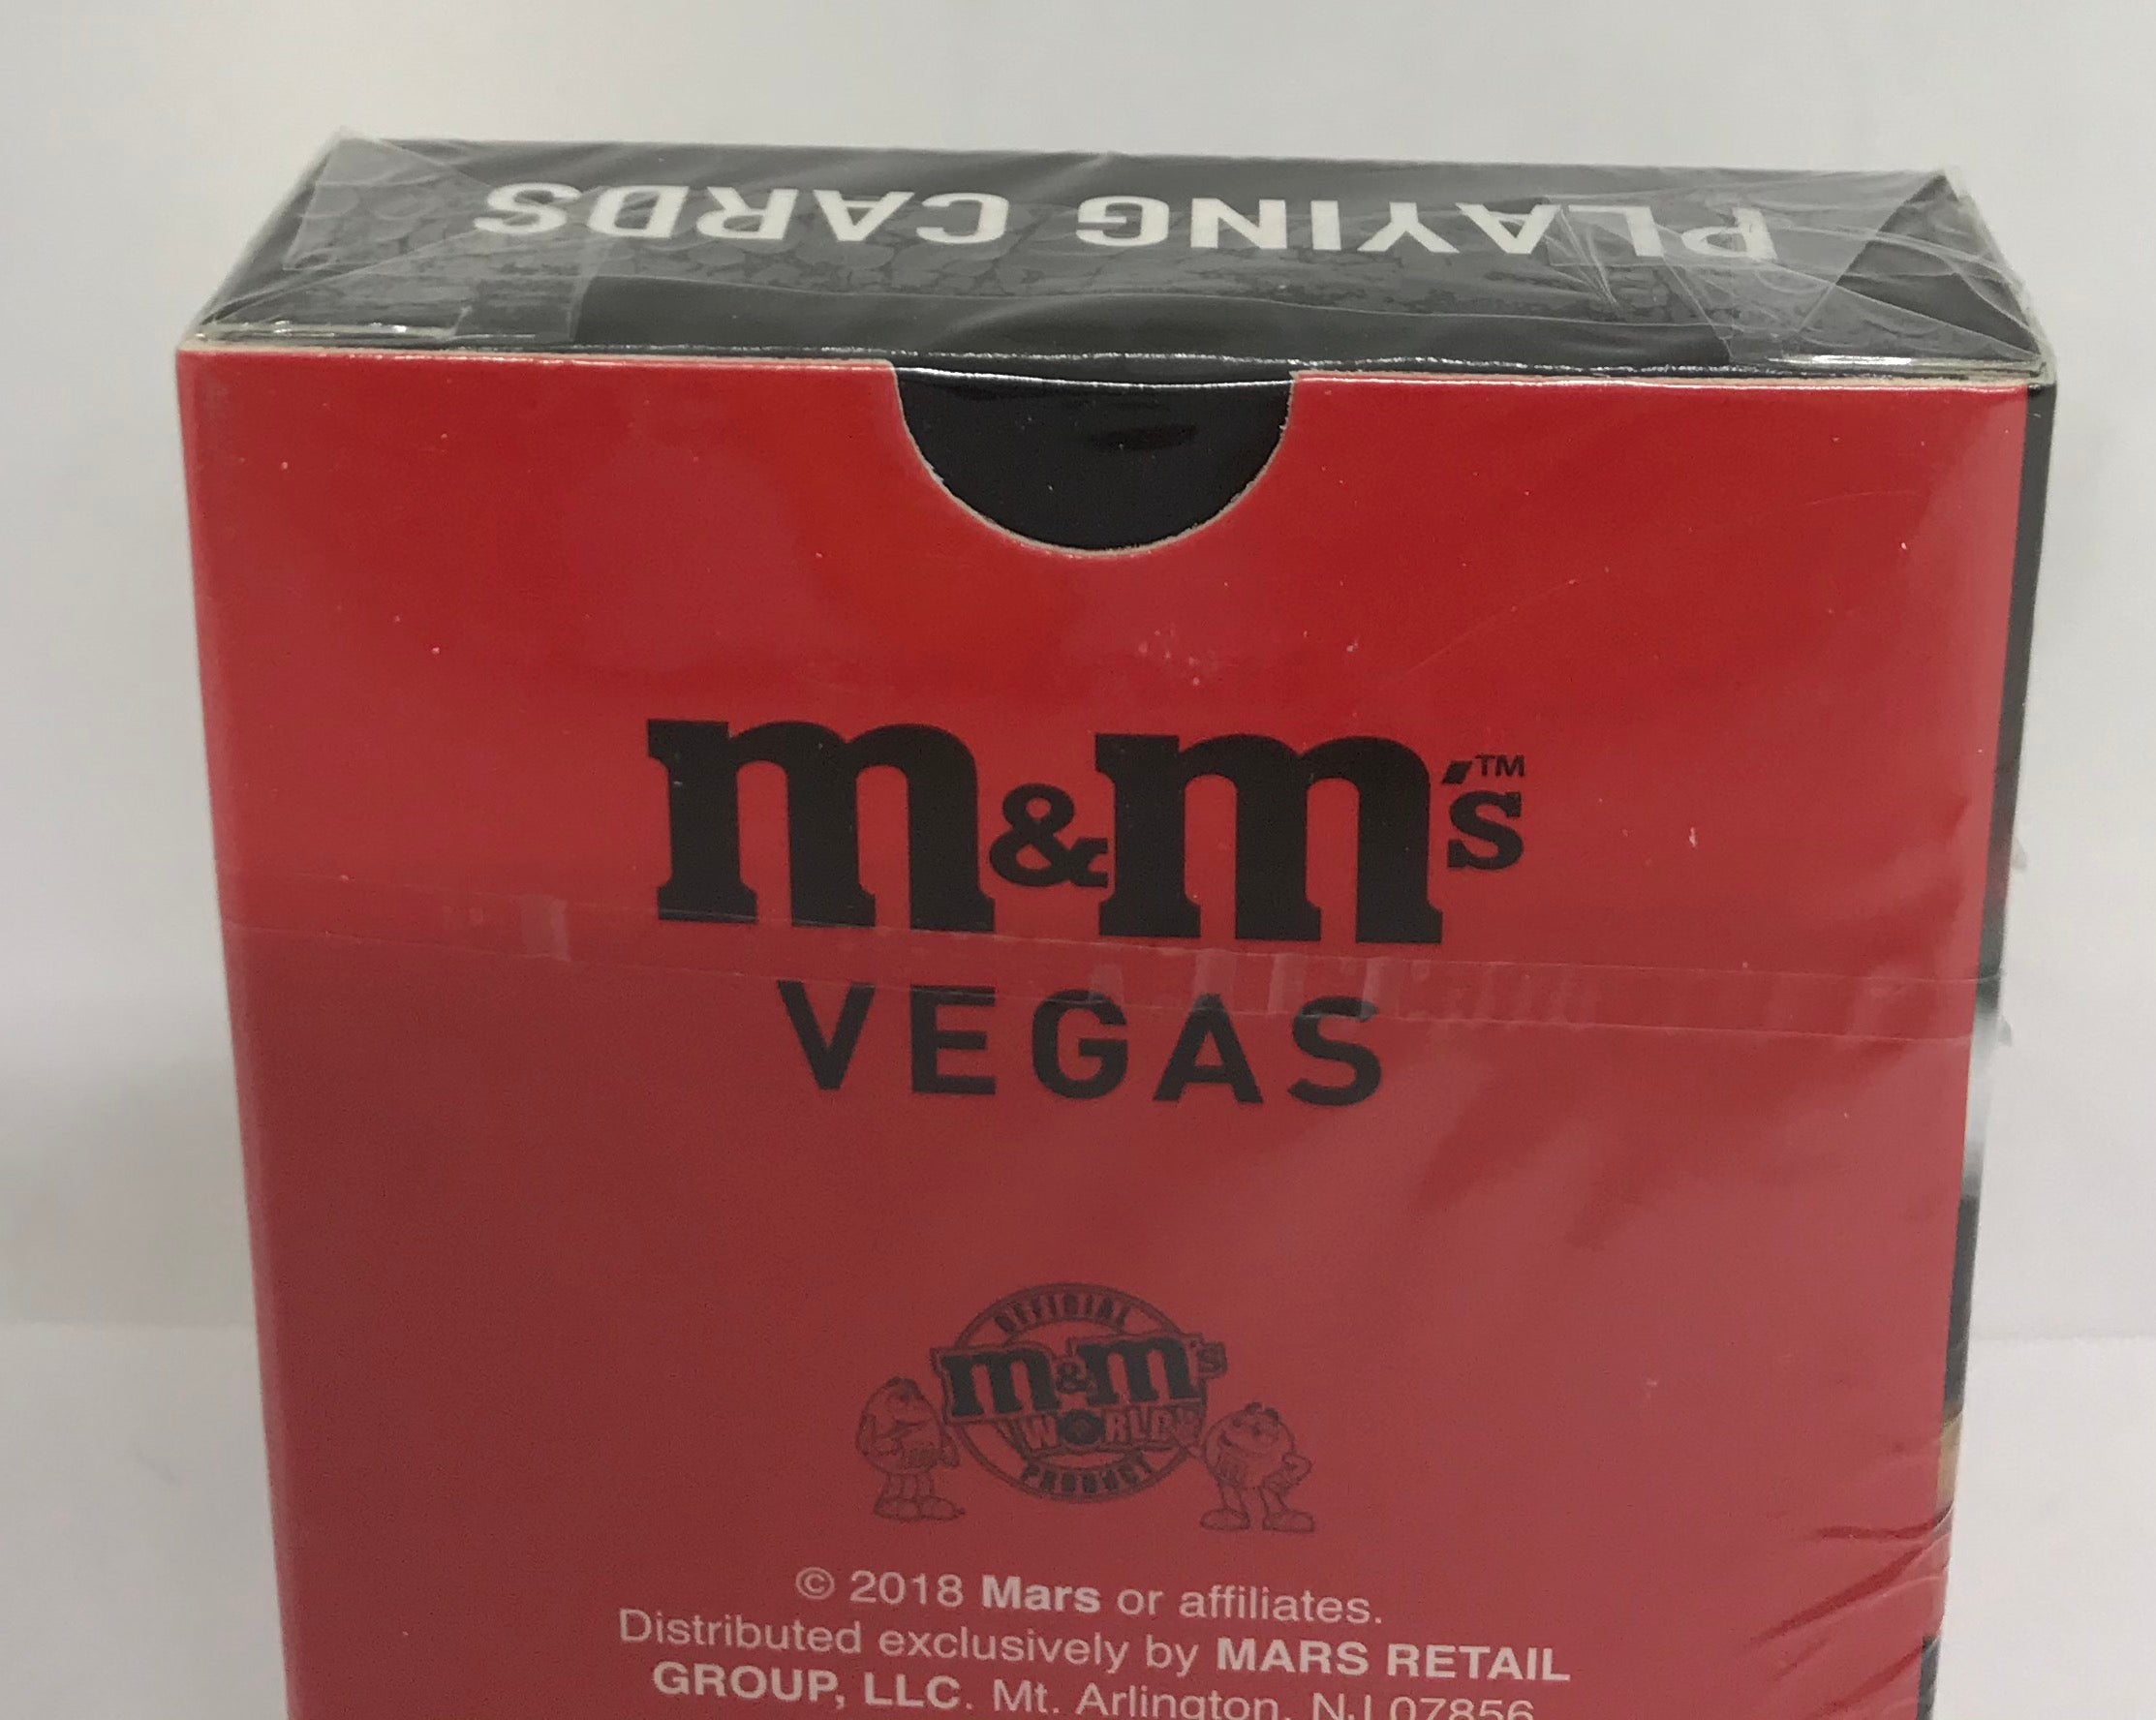 PLAYING CARDS
m&m's™
VEGAS
OFFICIAL
m&m's
WORLD
PRODUCT
© 2018 Mars or affiliates.
Distributed exclusively by MARS RETAIL
GROUP, LLC. Mt. Arlington, NJ 07856